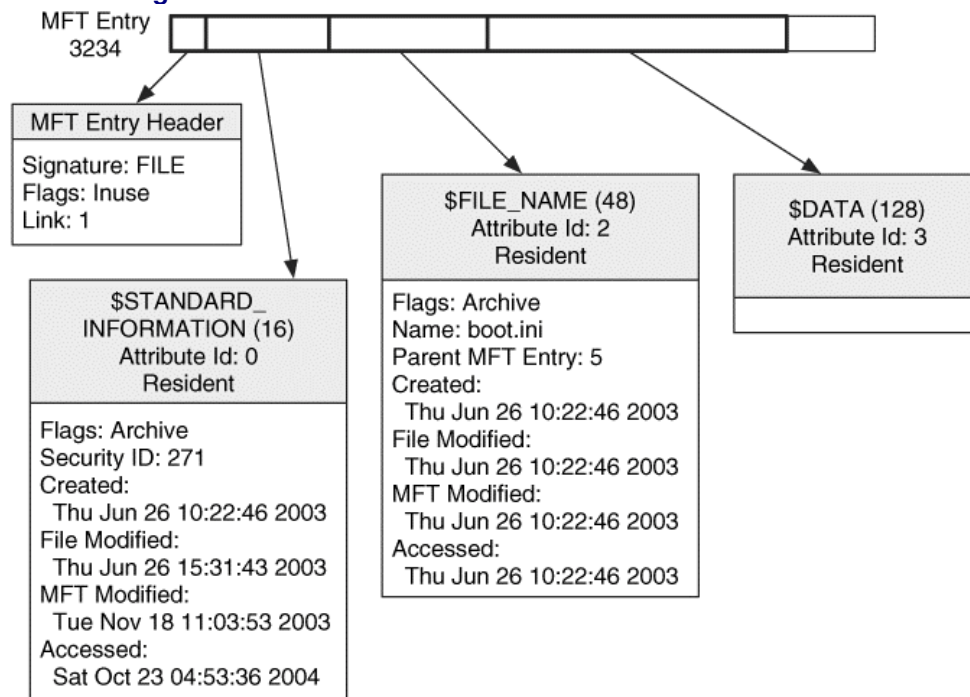 MFT Entry
3234
MFT Entry Header
Signature: FILE
Flags: Inuse
Link: 1
$STANDARD_
INFORMATION (16)
Attribute Id: 0
Resident
Flags: Archive
Security ID: 271
Created:
Thu Jun 26 10:22:46 2003
File Modified:
Thu Jun 26 15:31:43 2003
MFT Modified:
Tue Nov 18 11:03:53 2003
Accessed:
Sat Oct 23 04:53:36 2004
$FILE_NAME (48)
Attribute Id: 2
Resident
Flags: Archive
Name: boot.ini
Parent MFT Entry: 5
Created:
Thu Jun 26 10:22:46 2003
File Modified:
Thu Jun 26 10:22:46 2003
MFT Modified:
Thu Jun 26 10:22:46 2003
Accessed:
Thu Jun 26 10:22:46 2003
$DATA (128)
Attribute Id: 3
Resident